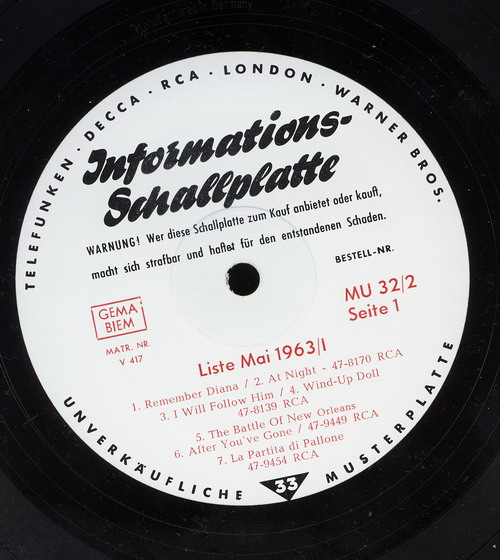 Manufactured in Germany
TELEFUNKEN · DECCA · RCA · LONDON · WARNER BROS.
Informations-
Schallplatte
WARNUNG! Wer diese Schallplatte zum Kauf anbietet oder kauft,
macht sich strafbar und haftet für den entstandenen Schaden.
BESTELL-NR.
GEMA
BIEM
MU 32/2
Seite 1
MATR. NR.
V 417
Liste Mai 1963/I
1. Remember Diana / 2. At Night - 47-8170 RCA
3. I Will Follow Him / 4. Wind-Up Doll
47-8139 RCA
5. The Battle Of New Orleans
6. After You've Gone / 47-9449 RCA
7. La Partita di Pallone
47-9454 RCA
UNVERKÄUFLICHE 33 MUSTERPLATTE